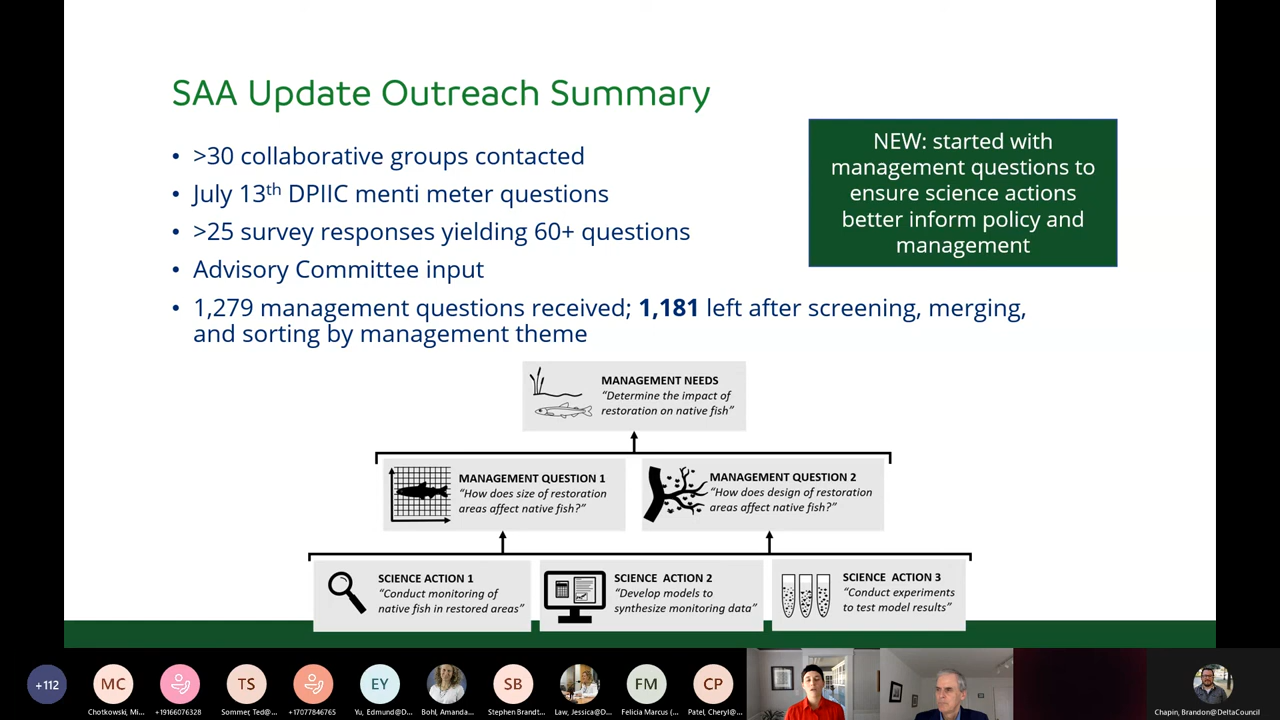 SAA Update Outreach Summary
• >30 collaborative groups contacted
• July 13th DPIIC menti meter questions
• >25 survey responses yielding 60+ questions
• Advisory Committee input
• 1,279 management questions received; 1,181 left after screening, merging,
and sorting by management theme
NEW: started with
management questions to
ensure science actions
better inform policy and
management
MANAGEMENT NEEDS
“Determine the impact of
restoration on native fish”
MANAGEMENT QUESTION 1
“How does size of restoration
areas affect native fish?”
MANAGEMENT QUESTION 2
“How does design of restoration
areas affect native fish?”
SCIENCE ACTION 1
“Conduct monitoring of
native fish in restored areas”
SCIENCE ACTION 2
“Develop models to
synthesize monitoring data”
SCIENCE ACTION 3
“Conduct experiments
to test model results”
+112
MC
TS
EY
SB
FM
CP
Chotkowski, Mi...
+19166076328
Sommer, Ted@...
+17077846765
Yu, Edmund@D...
Bohl, Amanda...
Stephen Brandt...
Law, Jessica@D...
Felicia Marcus (...
Patel, Cheryl@...
Chapin, Brandon@DeltaCouncil